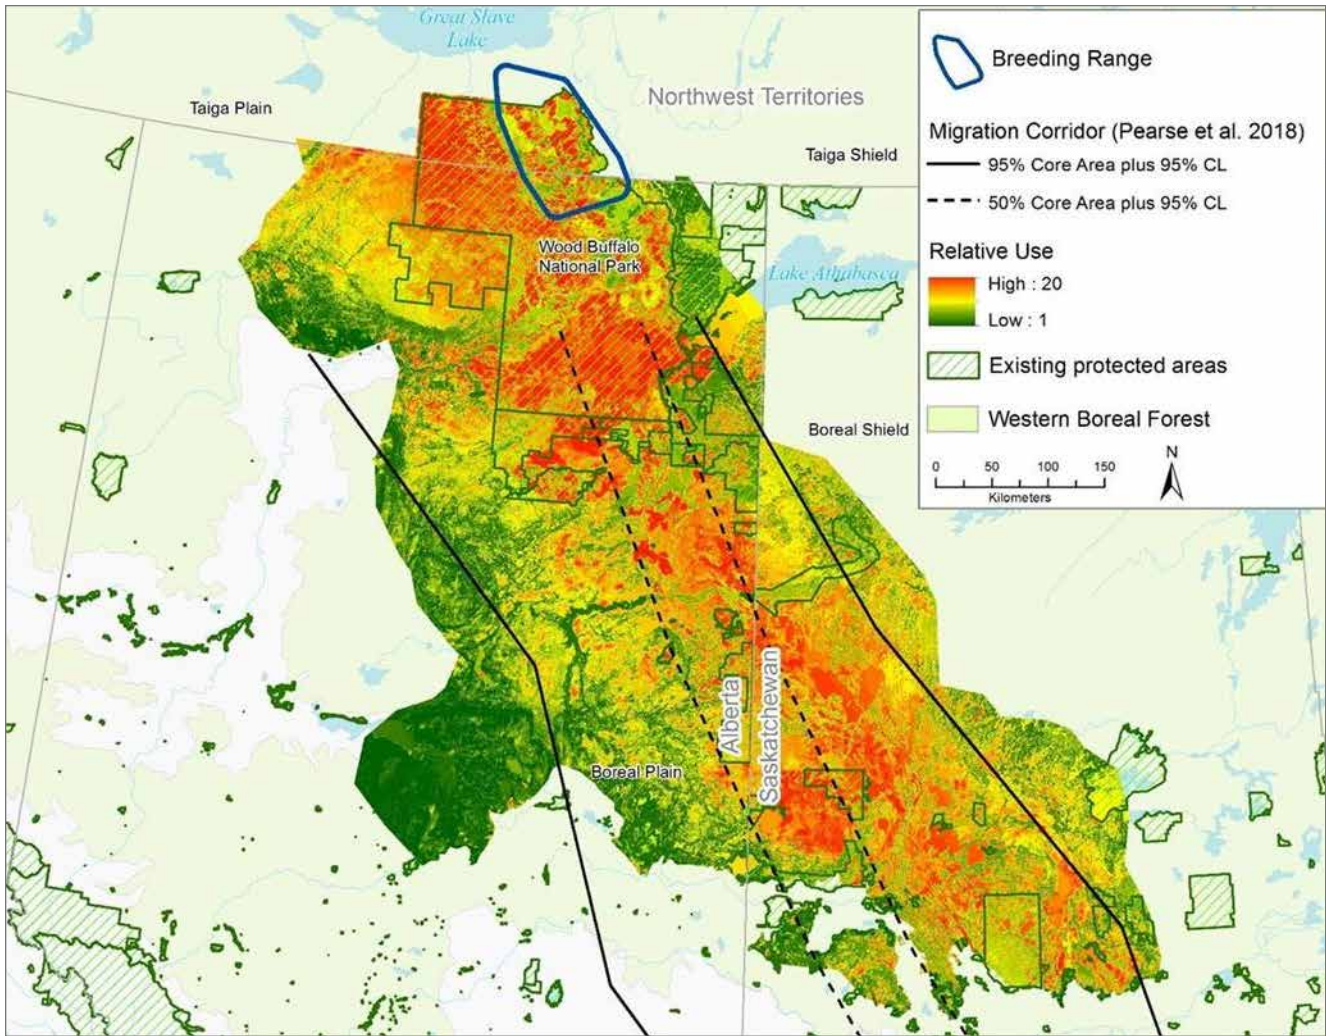 Great Slave
Lake
Northwest Territories
Taiga Plain
Taiga Shield
Wood Buffalo
National Park
Lake Athabasca
Boreal Shield
Alberta
Saskatchewan
Boreal Plain
Breeding Range
Migration Corridor (Pearse et al. 2018)
95% Core Area plus 95% CL
50% Core Area plus 95% CL
Relative Use
High : 20
Low : 1
Existing protected areas
Western Boreal Forest
N
0 50 100 150
Kilometers